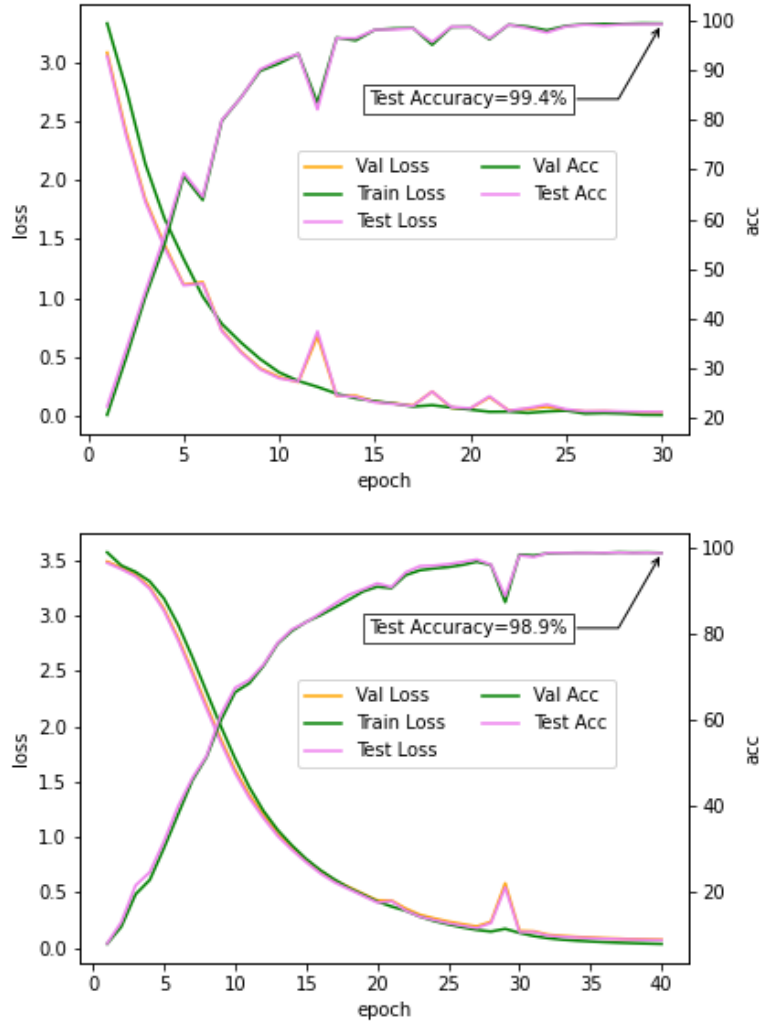 3.0
2.5
2.0
1.5
1.0
0.5
0.0
loss
100
90
80
70
60
50
40
30
20
acc
Test Accuracy=99.4%
Val Loss
Train Loss
Test Loss
Val Acc
Test Acc
0 5 10 15 20 25 30
epoch
3.5
3.0
2.5
2.0
1.5
1.0
0.5
0.0
loss
100
80
60
40
20
acc
Test Accuracy=98.9%
Val Loss
Train Loss
Test Loss
Val Acc
Test Acc
0 5 10 15 20 25 30 35 40
epoch